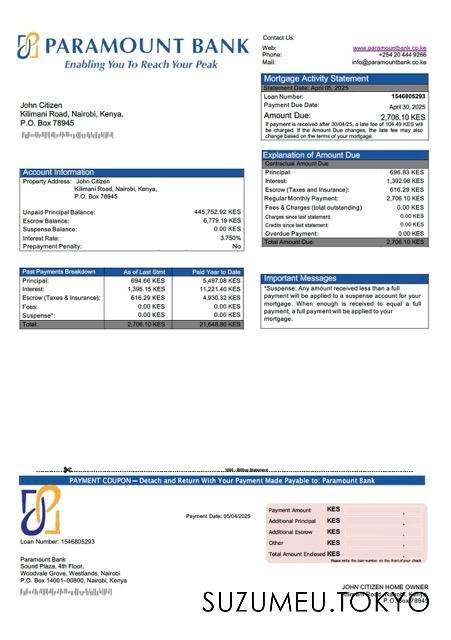 PARAMOUNT BANK
Enabling You To Reach Your Peak
Contact Us:
Web: www.paramountbank.co.ke
Phone: +254 20 444 9266
Mail: info@paramountbank.co.ke
Mortgage Activity Statement
Statement Date: April 05, 2025
Loan Number: 1546805293
Payment Due Date: April 30, 2025
Amount Due: 2,706.10 KES
If payment is received after 30/04/25, a late fee of 104.49 KES will
be charged. If the Amount Due changes, the late fee may also
change based on the terms of your mortgage.
John Citizen
Kilimani Road, Nairobi, Kenya,
P.O. Box 78945
Explanation of Amount Due
Contractual Amount Due
Principal: 696.83 KES
Interest: 1,392.98 KES
Escrow (Taxes and Insurance): 616.29 KES
Regular Monthly Payment: 2,706.10 KES
Fees & Charges (total outstanding) 0.00 KES
Charges since last statement: 0.00 KES
Credits since last statement: 0.00 KES
Overdue Payment: 0.00 KES
Total Amount Due: 2,706.10 KES
Account Information
Property Address: John Citizen
Kilimani Road, Nairobi, Kenya,
P.O. Box 78945
Unpaid Principal Balance: 445,752.92 KES
Escrow Balance: 6,779.19 KES
Suspense Balance: 0.00 KES
Interest Rate: 3.750%
Prepayment Penalty: No
Past Payments Breakdown As of Last Stmt Paid Year to Date
Principal: 694.66 KES 5,497.08 KES
Interest: 1,395.15 KES 11,221.40 KES
Escrow (Taxes & Insurance): 616.29 KES 4,930.32 KES
Fees: 0.00 KES 0.00 KES
Suspense*: 0.00 KES 0.00 KES
Total: 2,706.10 KES 21,648.80 KES
Important Messages
*Suspense: Any amount received less than a full
payment will be applied to a suspense account for your
mortgage. When enough is received to equal a full
payment, a full payment will be applied to your
mortgage.
Billing Statement
PAYMENT COUPON – Detach and Return With Your Payment Made Payable to: Paramount Bank
Payment Date: 05/04/2025
Payment Amount KES
Additional Principal KES
Additional Escrow KES
Other KES
Total Amount Enclosed KES
Please write the loan number on the front of your check.
Loan Number: 1546805293
Paramount Bank
Sound Plaza, 4th Floor,
Woodvale Grove, Westlands, Nairobi
P.O. Box 14001–00800, Nairobi, Kenya
JOHN CITIZEN HOME OWNER
Kilimani Road, Nairobi, Kenya,
P.O. Box 78945
SUZUMEU.TOKYO